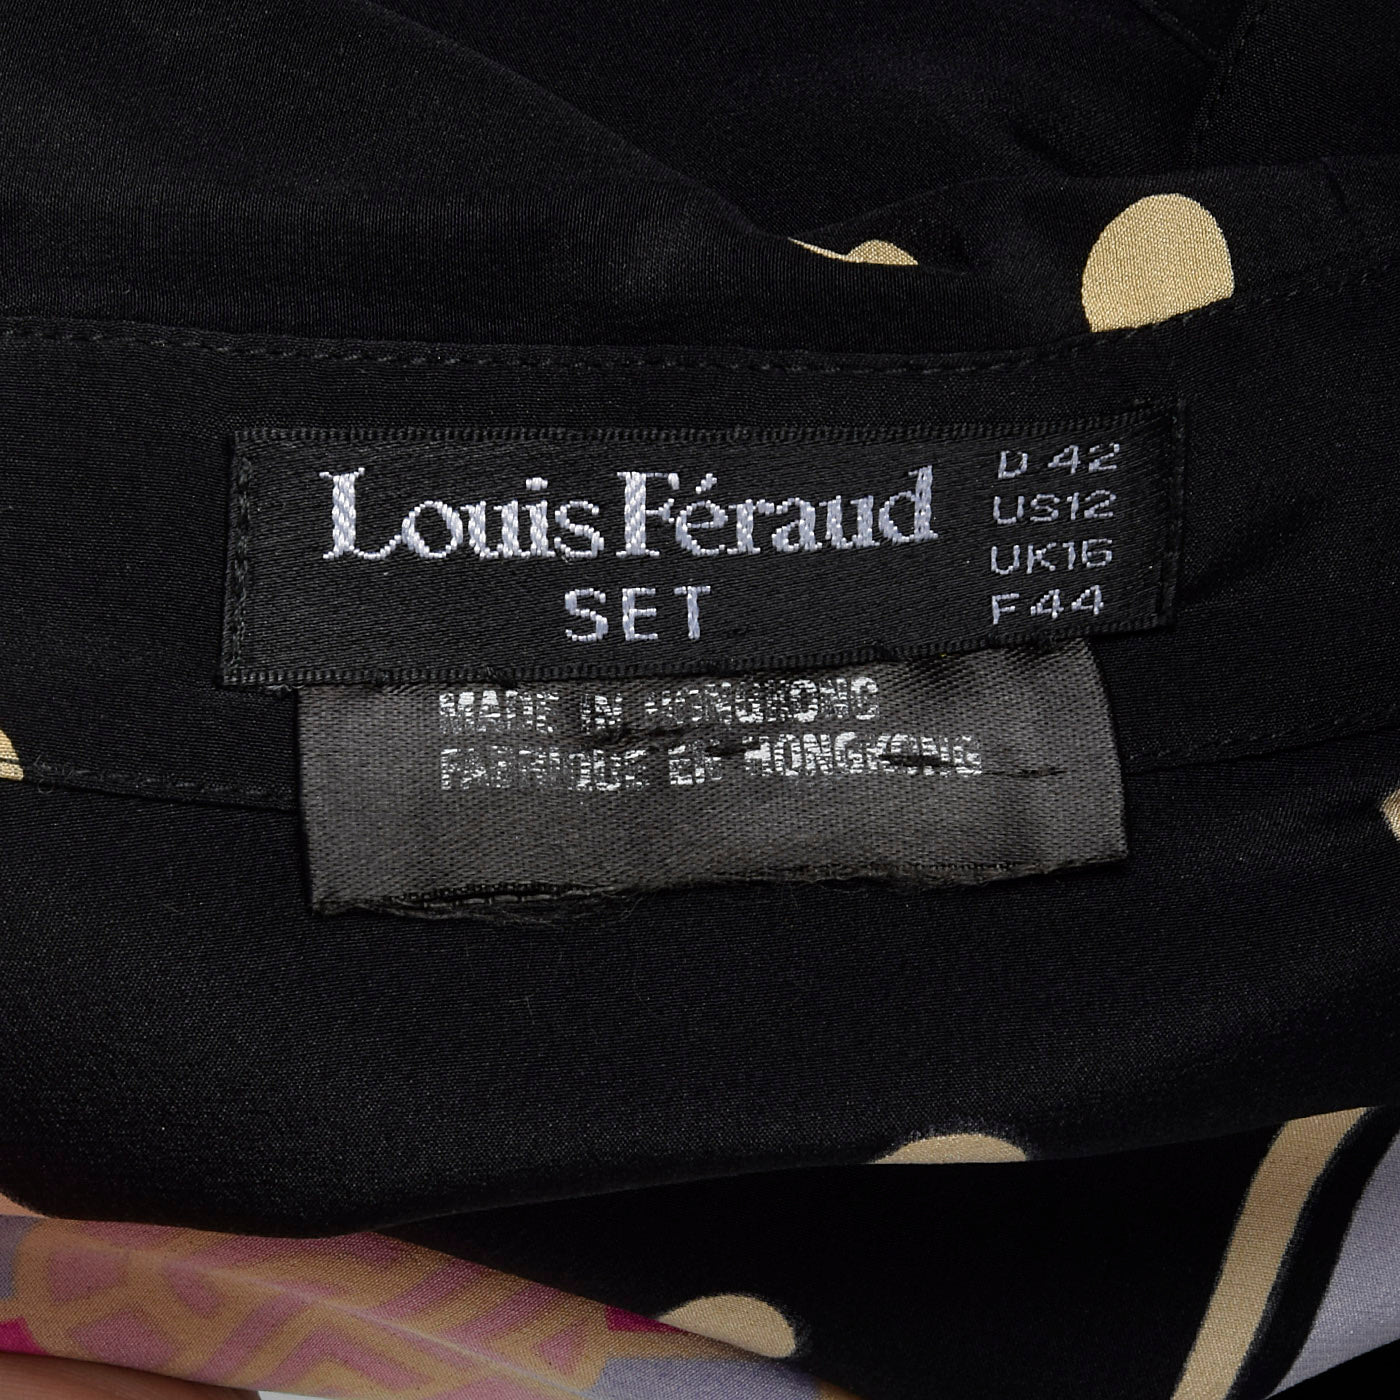 Louis Féraud
SET
D 42
US12
UK16
F44
MADE IN HONGKONG
FABRIQUE EN HONGKONG